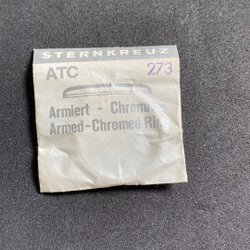 STERNKREUZ
ATC 273
Armiert - Chrom
Armed-Chromed Ring